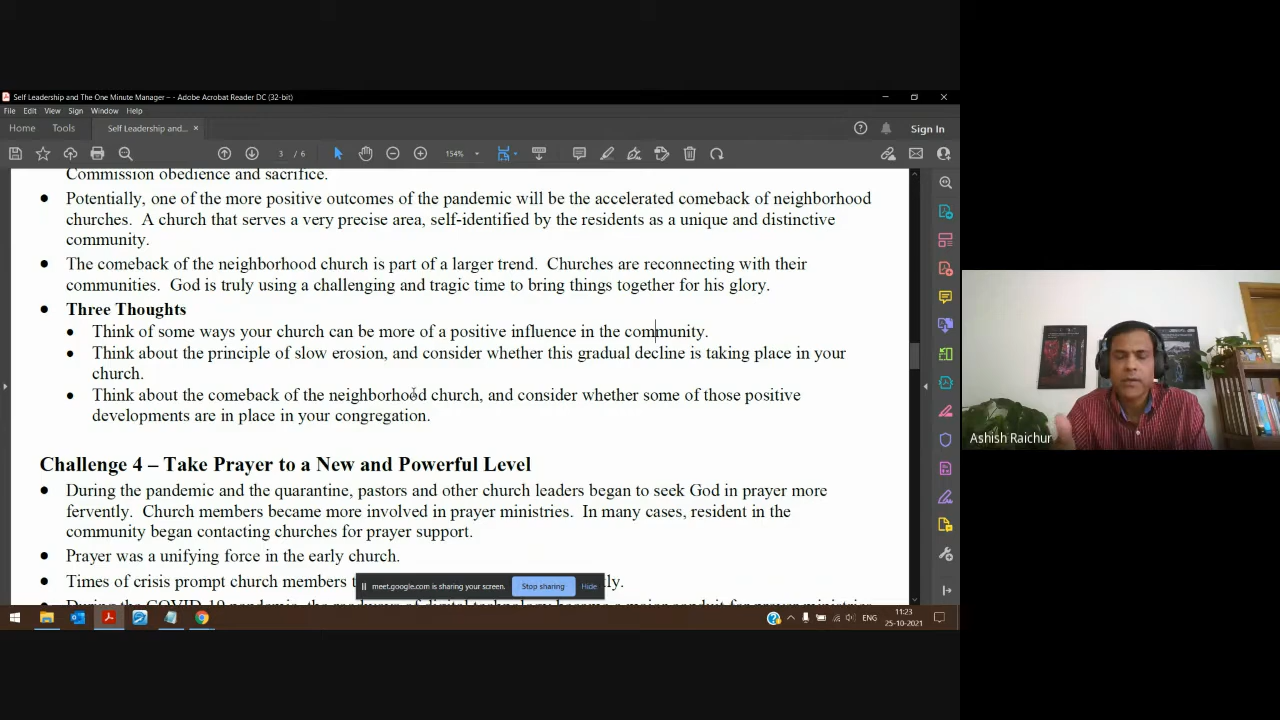 Self Leadership and The One Minute Manager - - Adobe Acrobat Reader DC (32-bit)
File Edit View Sign Window Help
Home Tools Self Leadership and... × Sign In
3 / 6 154%
Commission obedience and sacrifice.
• Potentially, one of the more positive outcomes of the pandemic will be the accelerated comeback of neighborhood
churches. A church that serves a very precise area, self-identified by the residents as a unique and distinctive
community.
• The comeback of the neighborhood church is part of a larger trend. Churches are reconnecting with their
communities. God is truly using a challenging and tragic time to bring things together for his glory.
• Three Thoughts
• Think of some ways your church can be more of a positive influence in the community.
• Think about the principle of slow erosion, and consider whether this gradual decline is taking place in your
church.
• Think about the comeback of the neighborhood church, and consider whether some of those positive
developments are in place in your congregation.
Challenge 4 – Take Prayer to a New and Powerful Level
• During the pandemic and the quarantine, pastors and other church leaders began to seek God in prayer more
fervently. Church members became more involved in prayer ministries. In many cases, resident in the
community began contacting churches for prayer support.
• Prayer was a unifying force in the early church.
• Times of crisis prompt church members
meet.google.com is sharing your screen. Stop sharing Hide
During the COVID-19 pandemic, the
ENG
11:23
25-10-2021
Ashish Raichur